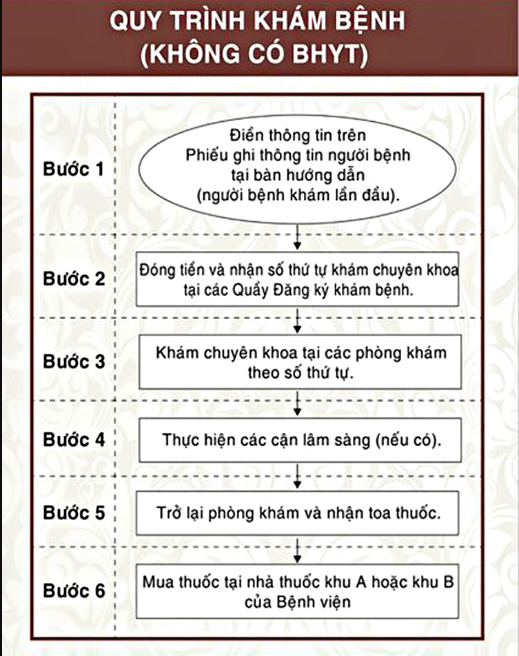 QUY TRÌNH KHÁM BỆNH
(KHÔNG CÓ BHYT)
Bước 1
Điền thông tin trên
Phiếu ghi thông tin người bệnh
tại bàn hướng dẫn
(người bệnh khám lần đầu).
Bước 2
Đóng tiền và nhận số thứ tự khám chuyên khoa
tại các Quầy Đăng ký khám bệnh.
Bước 3
Khám chuyên khoa tại các phòng khám
theo số thứ tự.
Bước 4
Thực hiện các cận lâm sàng (nếu có).
Bước 5
Trở lại phòng khám và nhận toa thuốc.
Bước 6
Mua thuốc tại nhà thuốc khu A hoặc khu B
của Bệnh viện